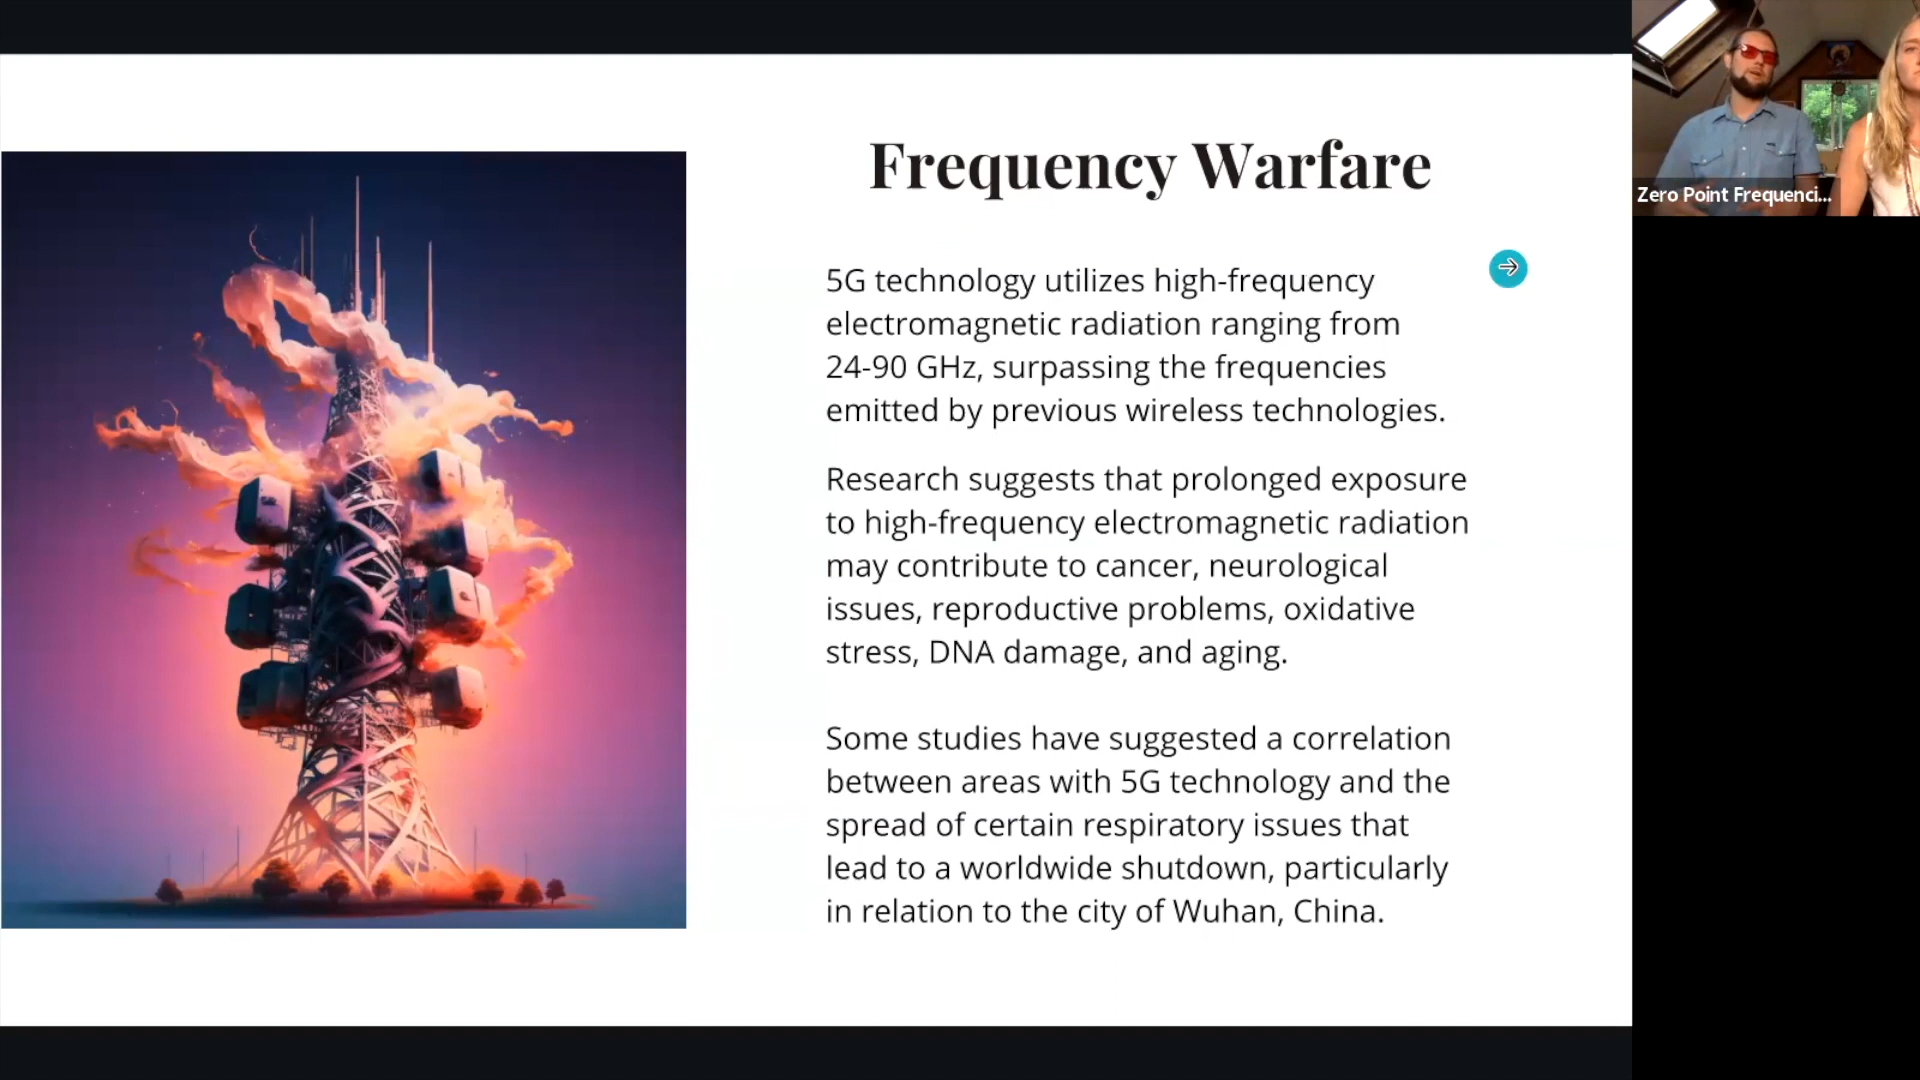 Frequency Warfare
5G technology utilizes high-frequency
electromagnetic radiation ranging from
24-90 GHz, surpassing the frequencies
emitted by previous wireless technologies.
Research suggests that prolonged exposure
to high-frequency electromagnetic radiation
may contribute to cancer, neurological
issues, reproductive problems, oxidative
stress, DNA damage, and aging.
Some studies have suggested a correlation
between areas with 5G technology and the
spread of certain respiratory issues that
lead to a worldwide shutdown, particularly
in relation to the city of Wuhan, China.
Zero Point Frequenci...